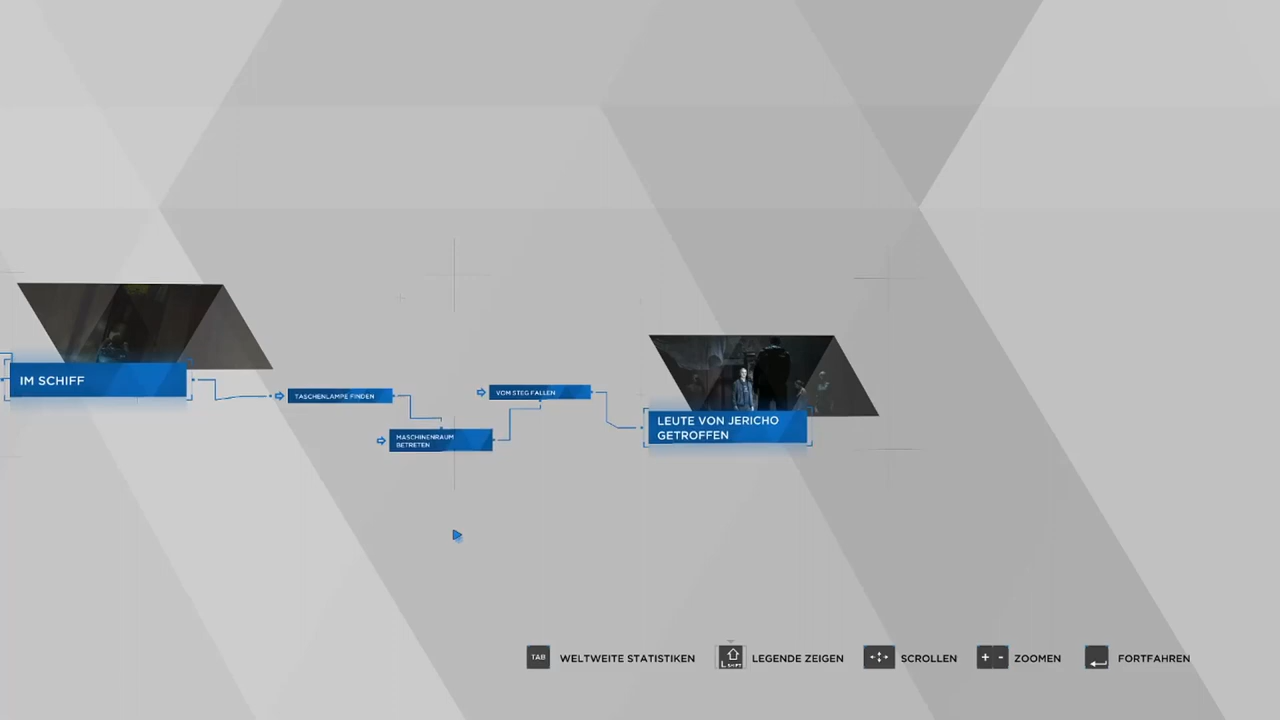 IM SCHIFF
TASCHENLAMPE FINDEN
MASCHINENRAUM
BETRETEN
VOM STEG FALLEN
LEUTE VON JERICHO
GETROFFEN
TAB WELTWEITE STATISTIKEN
L SHIFT LEGENDE ZEIGEN
SCROLLEN
+ - ZOOMEN
FORTFAHREN